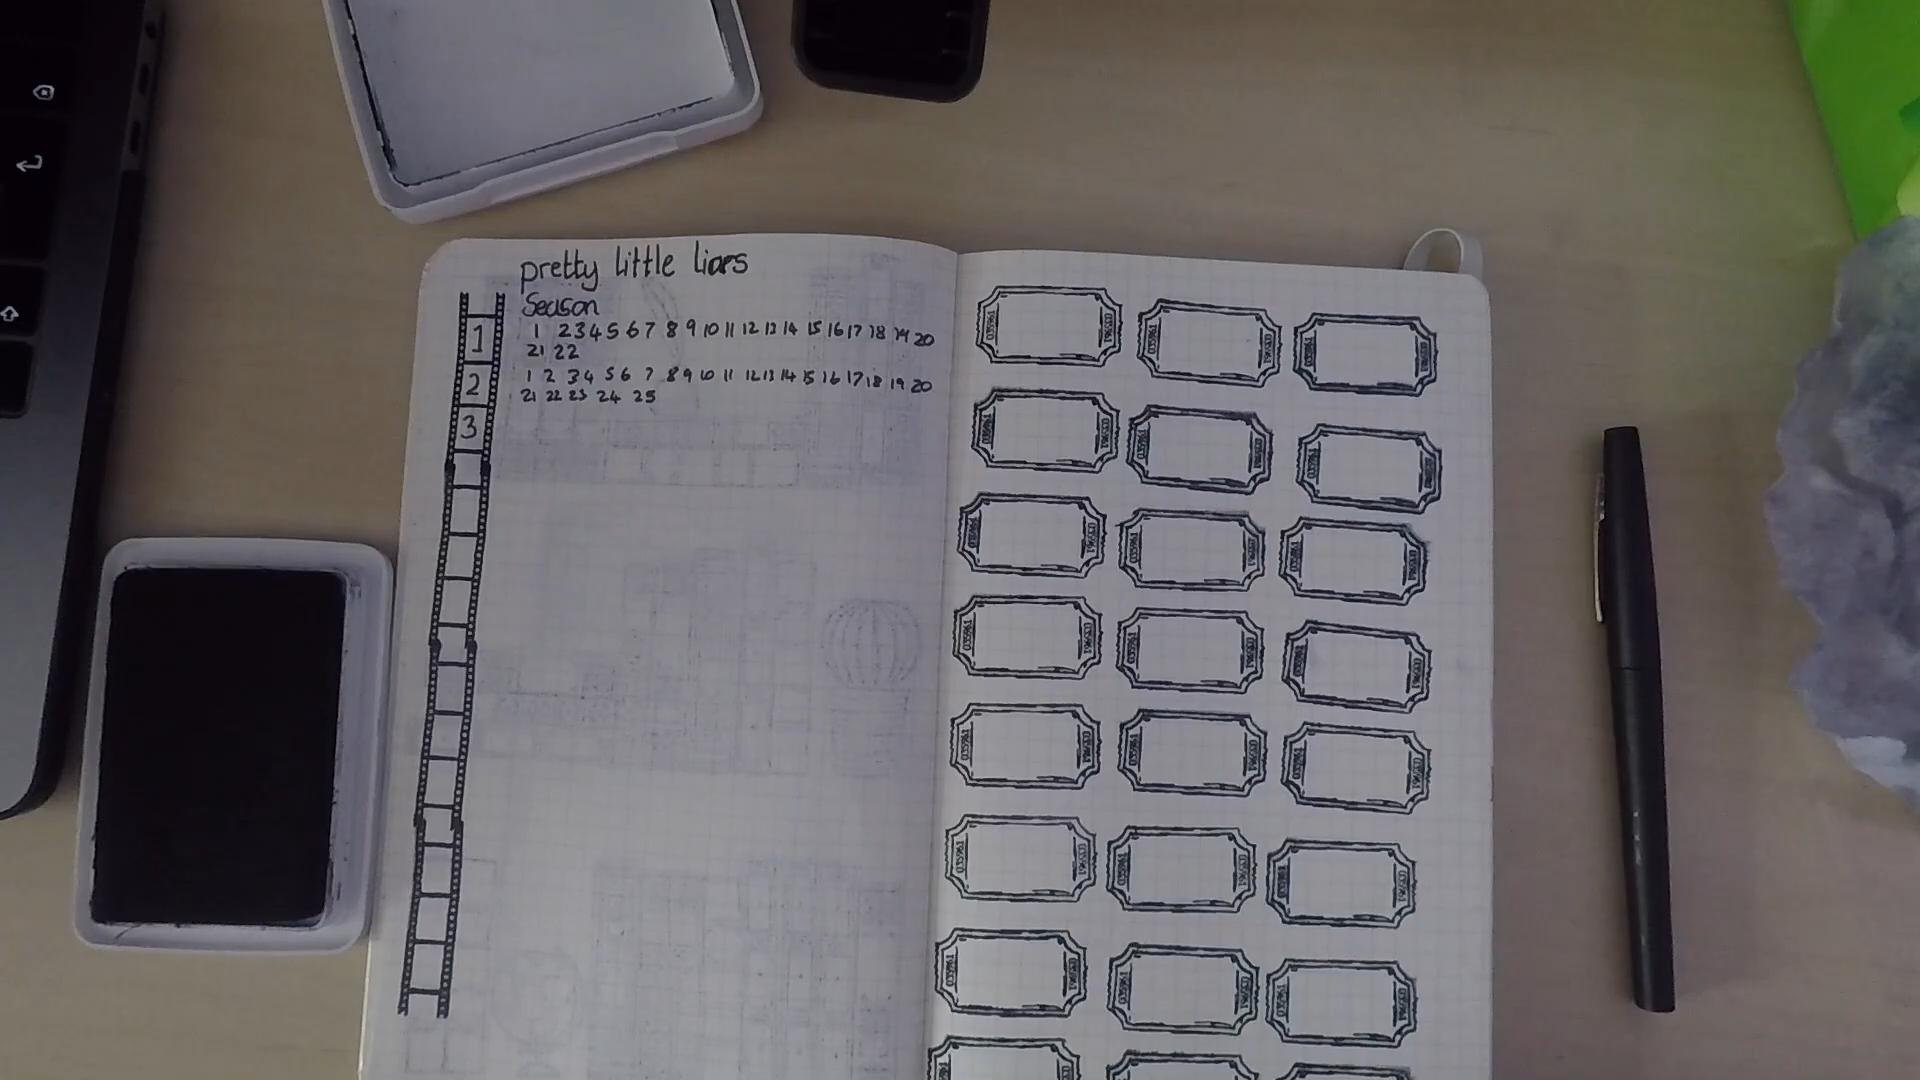 pretty little liars
Season
1 1 2 3 4 5 6 7 8 9 10 11 12 13 14 15 16 17 18 19 20
21 22
2 1 2 3 4 5 6 7 8 9 10 11 12 13 14 15 16 17 18 19 20
21 22 23 24 25
3